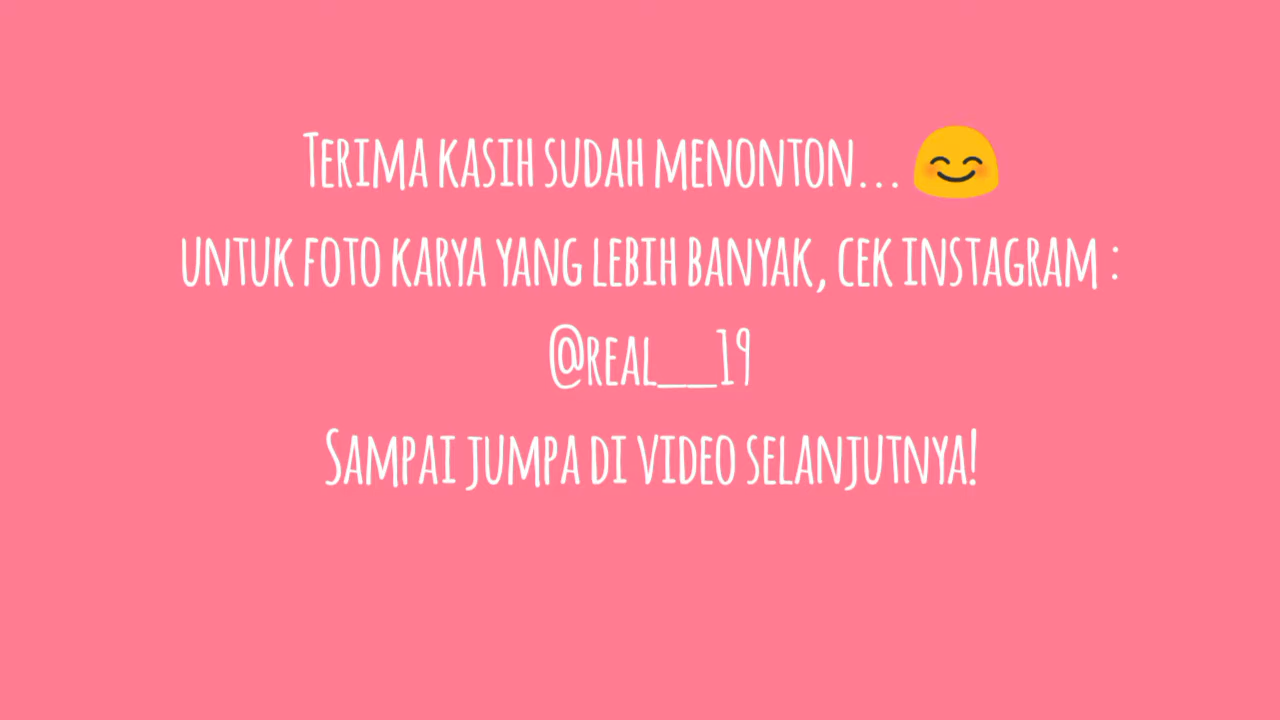 Terima kasih sudah menonton... 😊
untuk foto karya yang lebih banyak, cek instagram :
@real__19
Sampai jumpa di video selanjutnya!